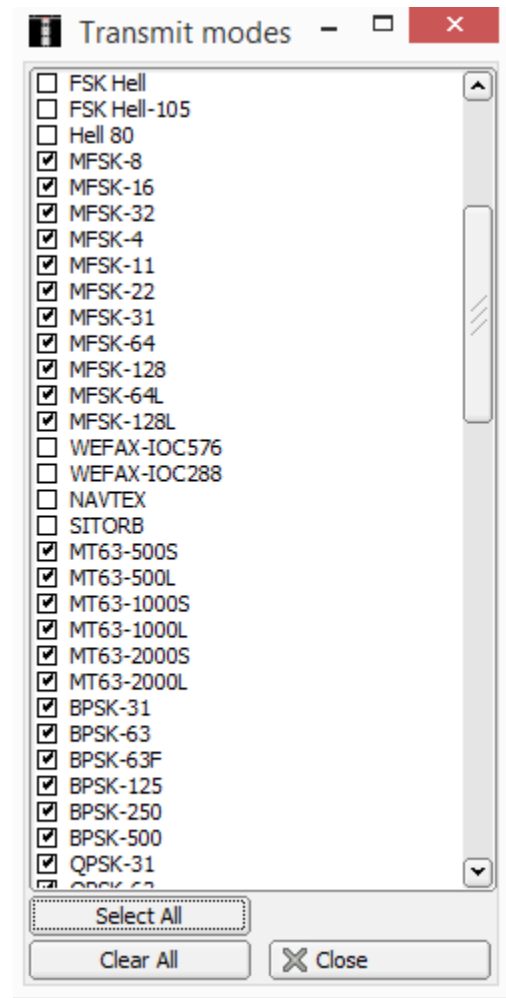 Transmit modes
FSK Hell
FSK Hell-105
Hell 80
MFSK-8
MFSK-16
MFSK-32
MFSK-4
MFSK-11
MFSK-22
MFSK-31
MFSK-64
MFSK-128
MFSK-64L
MFSK-128L
WEFAX-IOC576
WEFAX-IOC288
NAVTEX
SITORB
MT63-500S
MT63-500L
MT63-1000S
MT63-1000L
MT63-2000S
MT63-2000L
BPSK-31
BPSK-63
BPSK-63F
BPSK-125
BPSK-250
BPSK-500
QPSK-31
Select All
Clear All
Close